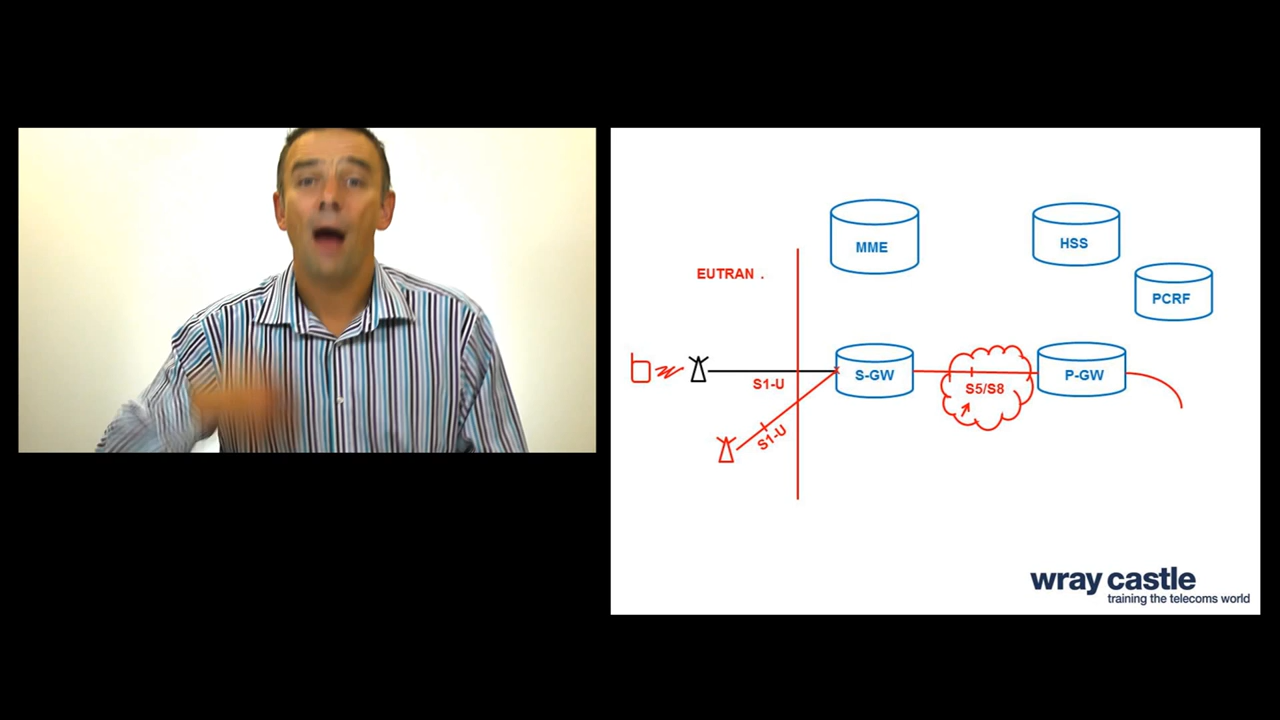 MME
HSS
EUTRAN .
PCRF
S-GW
P-GW
S1-U
S5/S8
S1-U
wray castle
training the telecoms world